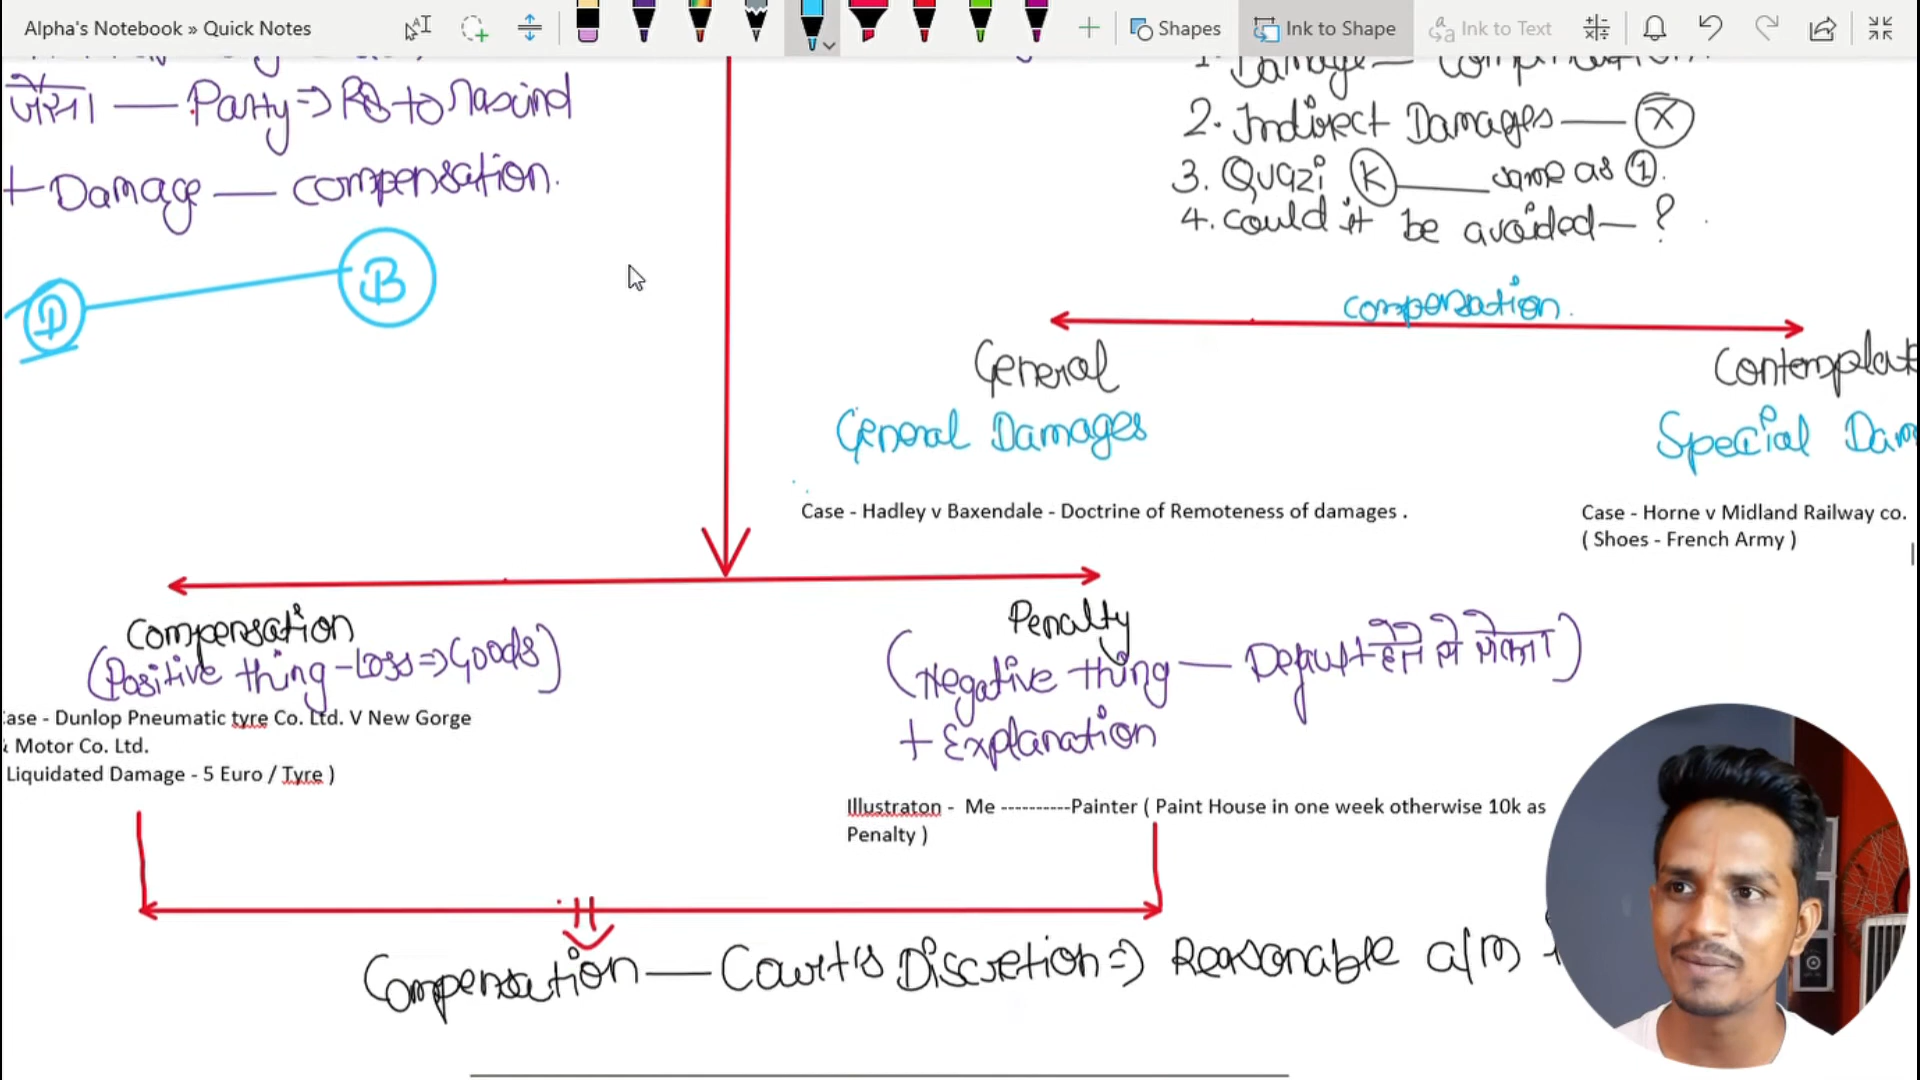 Alpha's Notebook » Quick Notes
Shapes
Ink to Shape
Ink to Text
जैसा। — Party ⇒ RS to rascind
+ Damage — compensation.
D B
1. Damage — 
2. Indirect Damages — X
3. Quazi K — same as 1.
4. could it be avoided — ?
compensation.
General
General Damages
Special Dam
Case - Hadley v Baxendale - Doctrine of Remoteness of damages .
Case - Horne v Midland Railway co.
( Shoes - French Army )
Compensation
(Positive thing - Loss ⇒ Goods)
ase - Dunlop Pneumatic tyre Co. Ltd. V New Gorge
Motor Co. Ltd.
Liquidated Damage - 5 Euro / Tyre )
Penalty
(Negative thing — Default से रोकना)
+ Explanation
Illustraton - Me ----------Painter ( Paint House in one week otherwise 10k as
Penalty )
Compensation — Court's Discretion ⇒ Reasonable a/m